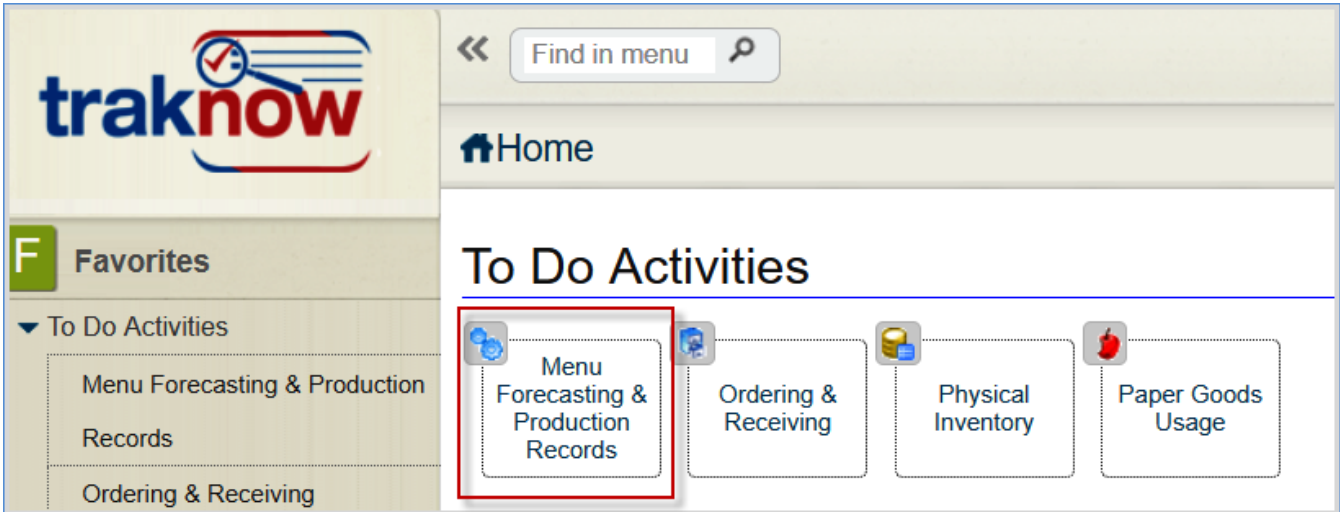 traknow
Find in menu
Home
F Favorites
To Do Activities
Menu Forecasting & Production
Records
Ordering & Receiving
To Do Activities
Menu
Forecasting &
Production
Records
Ordering &
Receiving
Physical
Inventory
Paper Goods
Usage